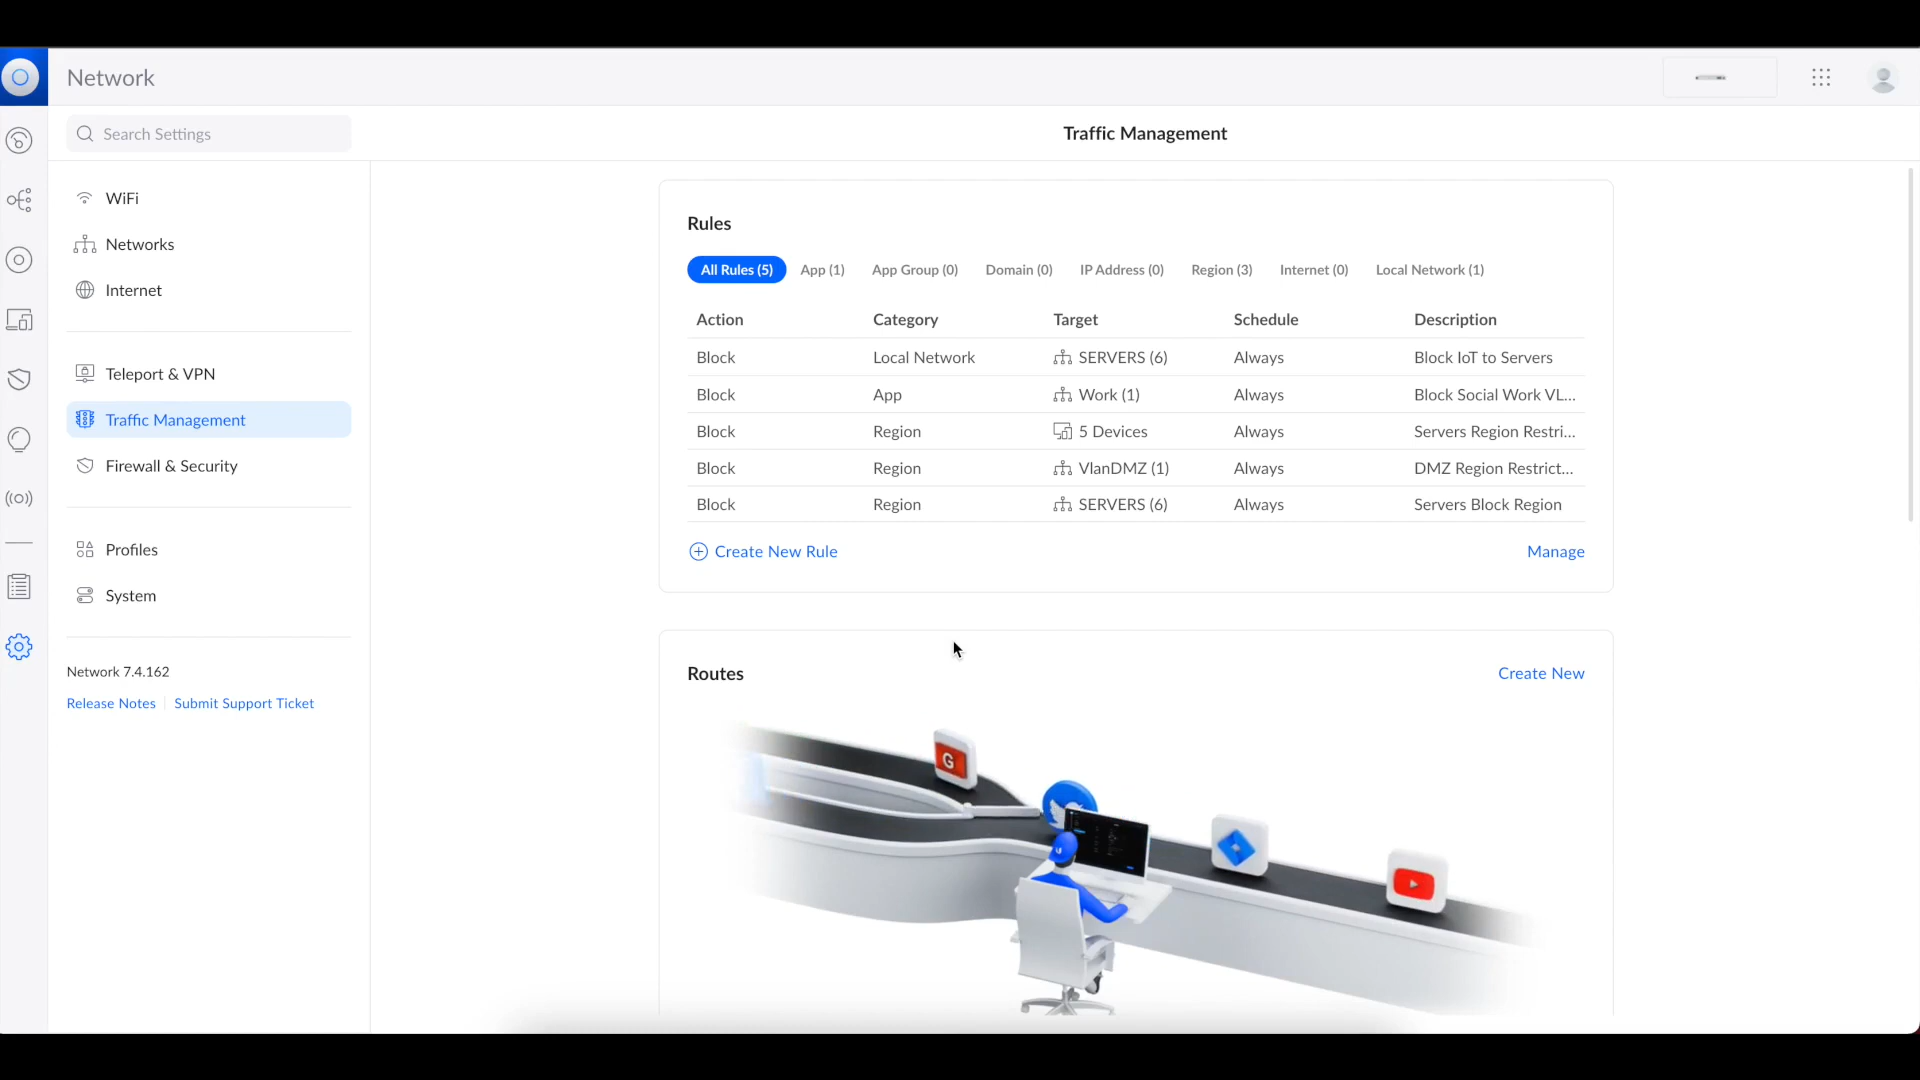 Network
Search Settings
Traffic Management
WiFi
Networks
Internet
Teleport & VPN
Traffic Management
Firewall & Security
Profiles
System
Network 7.4.162
Release Notes Submit Support Ticket
Rules
All Rules (5) App (1) App Group (0) Domain (0) IP Address (0) Region (3) Internet (0) Local Network (1)
Action Category Target Schedule Description
Block Local Network SERVERS (6) Always Block IoT to Servers
Block App Work (1) Always Block Social Work VL...
Block Region 5 Devices Always Servers Region Restri...
Block Region VlanDMZ (1) Always DMZ Region Restrict...
Block Region SERVERS (6) Always Servers Block Region
Create New Rule Manage
Routes Create New
G